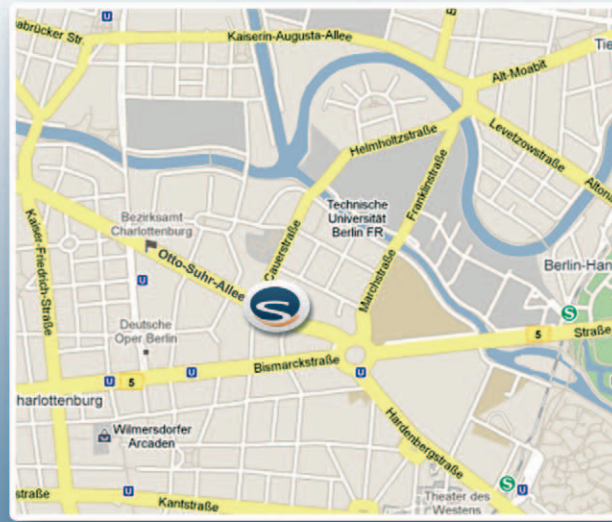 U
abrücker Str.
Kaiserin-Augusta-Allee
Tie
Alt-Moabit
Levetzowstraße
Altona
Helmholtzstraße
Franklinstraße
Technische
Universität
Berlin FR
Bezirksamt
Charlottenburg
Kaiser-Friedrich-Straße
Otto-Suhr-Allee
Cauerstraße
Marchstraße
Berlin-Han
U
S
S
Deutsche
Oper Berlin
5
Straße
Bismarckstraße
U
5
U
U
harlottenburg
Wilmersdorfer
Arcaden
Hardenbergstraße
S
U
U
straße
Kantstraße
Theater des
Westens